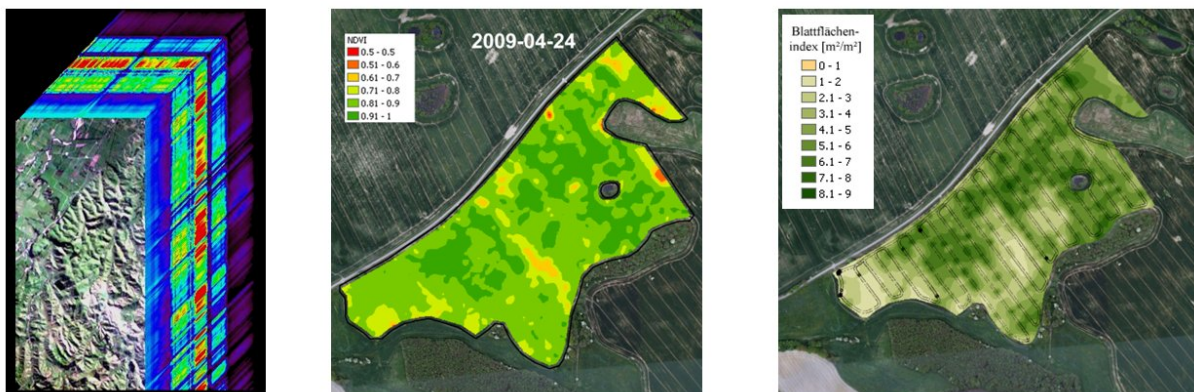 NDVI
0.5 - 0.5
0.51 - 0.6
0.61 - 0.7
0.71 - 0.8
0.81 - 0.9
0.91 - 1
2009-04-24
Blattflächen-
index [m²/m²]
0 - 1
1 - 2
2.1 - 3
3.1 - 4
4.1 - 5
5.1 - 6
6.1 - 7
7.1 - 8
8.1 - 9